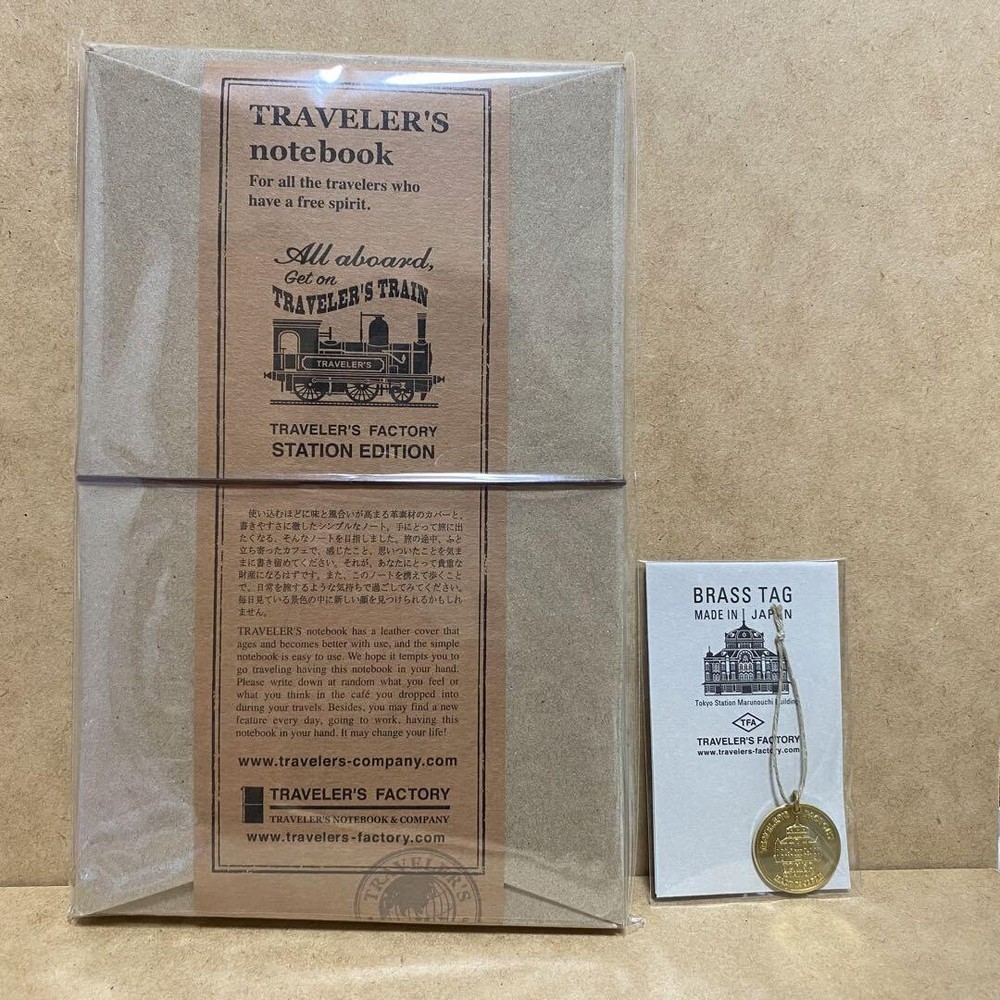 TRAVELER'S
notebook
For all the travelers who
have a free spirit.
All aboard,
Get on
TRAVELER'S TRAIN
TRAVELER'S
TRAVELER'S FACTORY
STATION EDITION
使い込むほどに味と風合いが高まる革素材のカバーと、
書きやすさに徹したシンプルなノート。手にとって旅に出
たくなる、そんなノートを目指しました。旅の途中、ふと
立ち寄ったカフェで、感じたこと、思いついたことを気ま
まに書き留めてください。それが、あなたにとって貴重な
財産になるはずです。また、このノートを携えて歩くこと
で、日常を旅するような気持ちで過ごしてみてください。
毎日見ている景色の中に新しい顔を見つけられるかもしれ
ません。
TRAVELER'S notebook has a leather cover that
ages and becomes better with use, and the simple
notebook is easy to use. We hope it tempts you to
go traveling having this notebook in your hand.
Please write down at random what you feel or
what you think in the café you dropped into
during your travels. Besides, you may find a new
feature every day, going to work, having this
notebook in your hand. It may change your life!
www.travelers-company.com
TRAVELER'S FACTORY
TRAVELER'S NOTEBOOK & COMPANY
www.travelers-factory.com
TRAVELER'S
BRASS TAG
MADE IN JAPAN
Tokyo Station Marunouchi Building
TFA
TRAVELER'S FACTORY
www.travelers-factory.com
TRAVELER'S FACTORY
MADE IN JAPAN